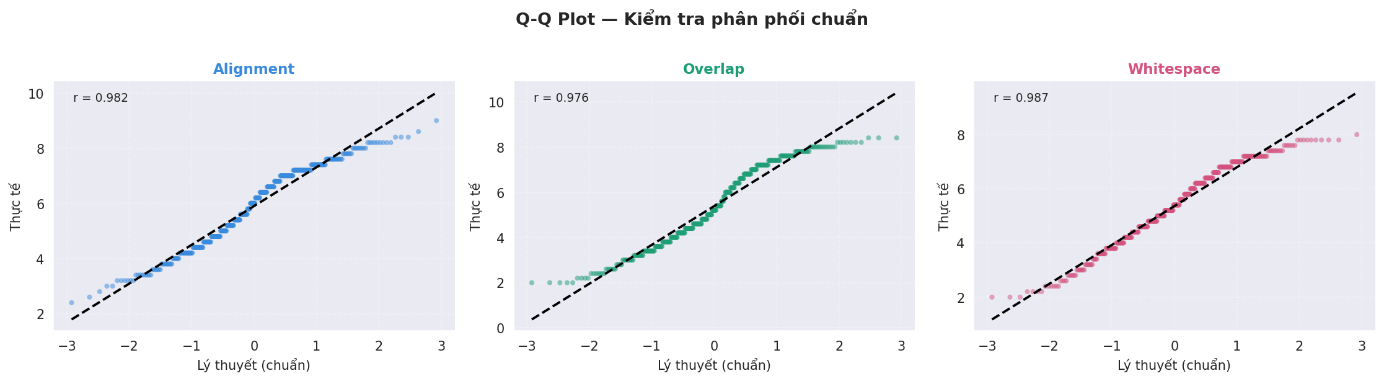 Q-Q Plot — Kiểm tra phân phối chuẩn
Alignment
r = 0.982
10
8
6
4
2
−3 −2 −1 0 1 2 3
Thực tế
Lý thuyết (chuẩn)
Overlap
r = 0.976
10
8
6
4
2
0
−3 −2 −1 0 1 2 3
Thực tế
Lý thuyết (chuẩn)
Whitespace
r = 0.987
8
6
4
2
−3 −2 −1 0 1 2 3
Thực tế
Lý thuyết (chuẩn)